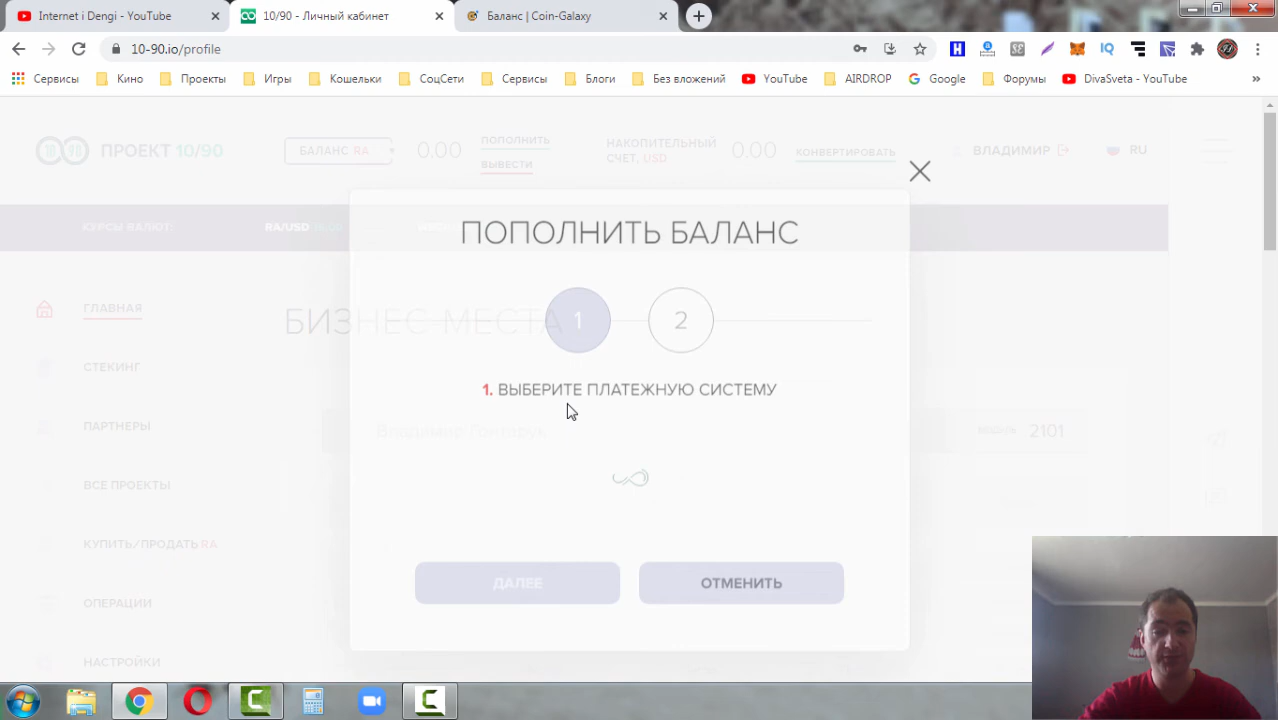 Internet i Dengi - YouTube
10/90 - Личный кабинет
Баланс | Coin-Galaxy
10-90.io/profile
Сервисы
Кино
Проекты
Игры
Кошельки
СоцСети
Сервисы
Блоги
Без вложений
YouTube
AIRDROP
Google
Форумы
DivaSveta - YouTube
10 90
ПРОЕКТ 10/90
БАЛАНС RA
0.00
ПОПОЛНИТЬ
ВЫВЕСТИ
НАКОПИТЕЛЬНЫЙ
СЧЕТ, USD
0.00
КОНВЕРТИРОВАТЬ
ВЛАДИМИР
RU
КУРСЫ ВАЛЮТ:
RA/USD
ПОПОЛНИТЬ БАЛАНС
1
2
1. ВЫБЕРИТЕ ПЛАТЕЖНУЮ СИСТЕМУ
ДАЛЕЕ
ОТМЕНИТЬ
БИЗНЕС МЕСТА
Владимир
2101
ГЛАВНАЯ
СТЕКИНГ
ПАРТНЕРЫ
ВСЕ ПРОЕКТЫ
КУПИТЬ/ПРОДАТЬ RA
ОПЕРАЦИИ
НАСТРОЙКИ